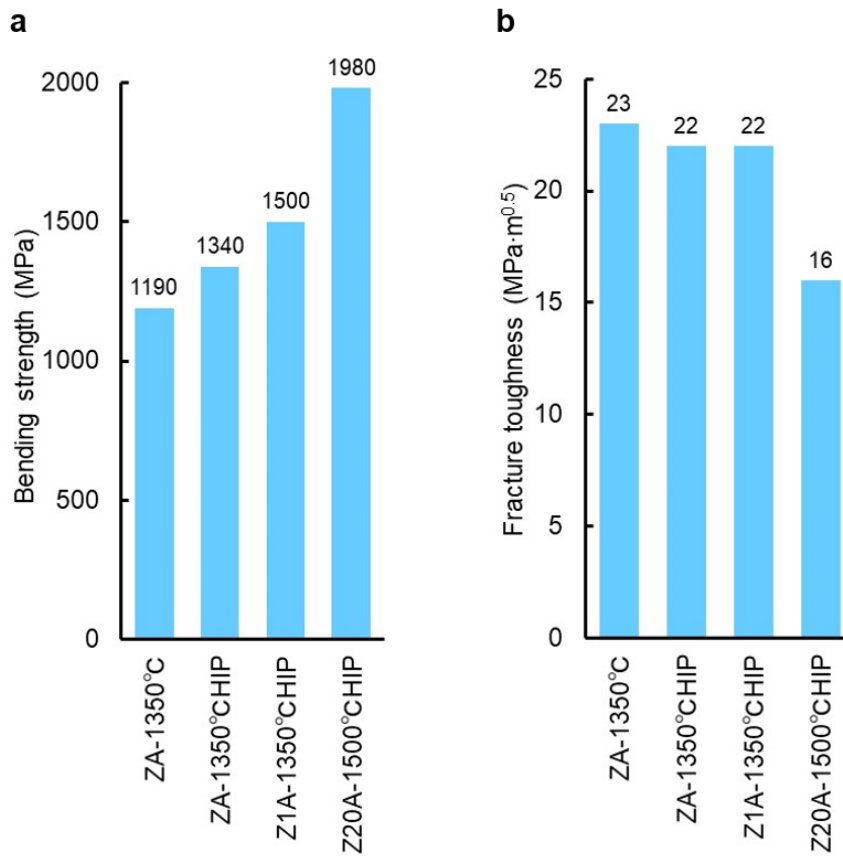 a
Bending strength (MPa)
2000
1500
1000
500
0
1190
1340
1500
1980
ZA-1350°C
ZA-1350°CHIP
Z1A-1350°CHIP
Z20A-1500°CHIP
b
Fracture toughness (MPa·m0.5)
25
20
15
10
5
0
23
22
22
16
ZA-1350°C
ZA-1350°CHIP
Z1A-1350°CHIP
Z20A-1500°CHIP